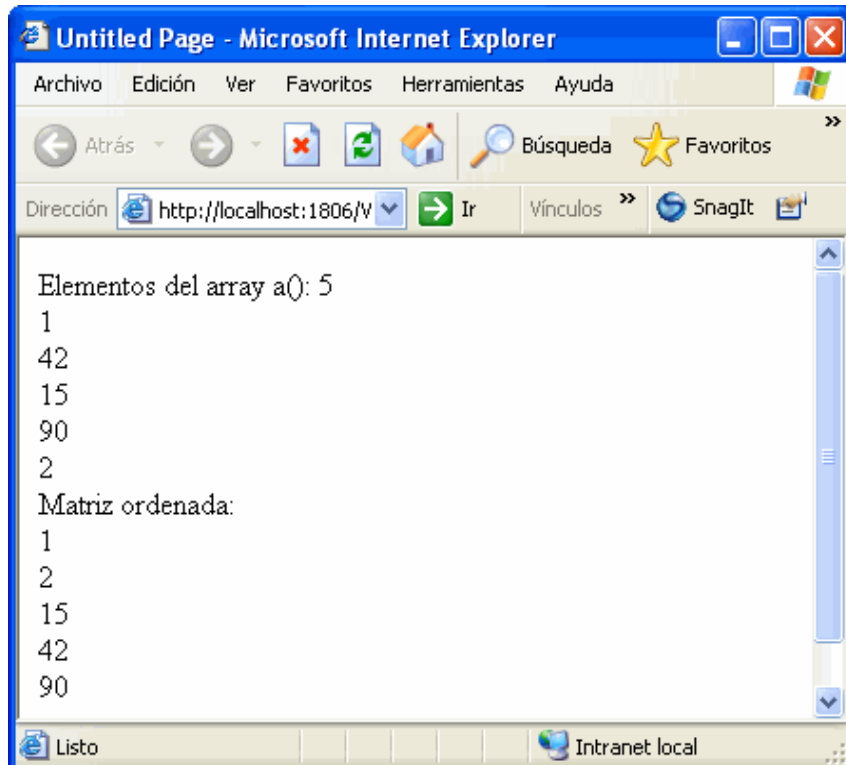 Untitled Page - Microsoft Internet Explorer
Archivo Edición Ver Favoritos Herramientas Ayuda
Atrás Búsqueda Favoritos »
Dirección http://localhost:1806/V Ir Vínculos » SnagIt
Elementos del array a(): 5
1
42
15
90
2
Matriz ordenada:
1
2
15
42
90
Listo Intranet local